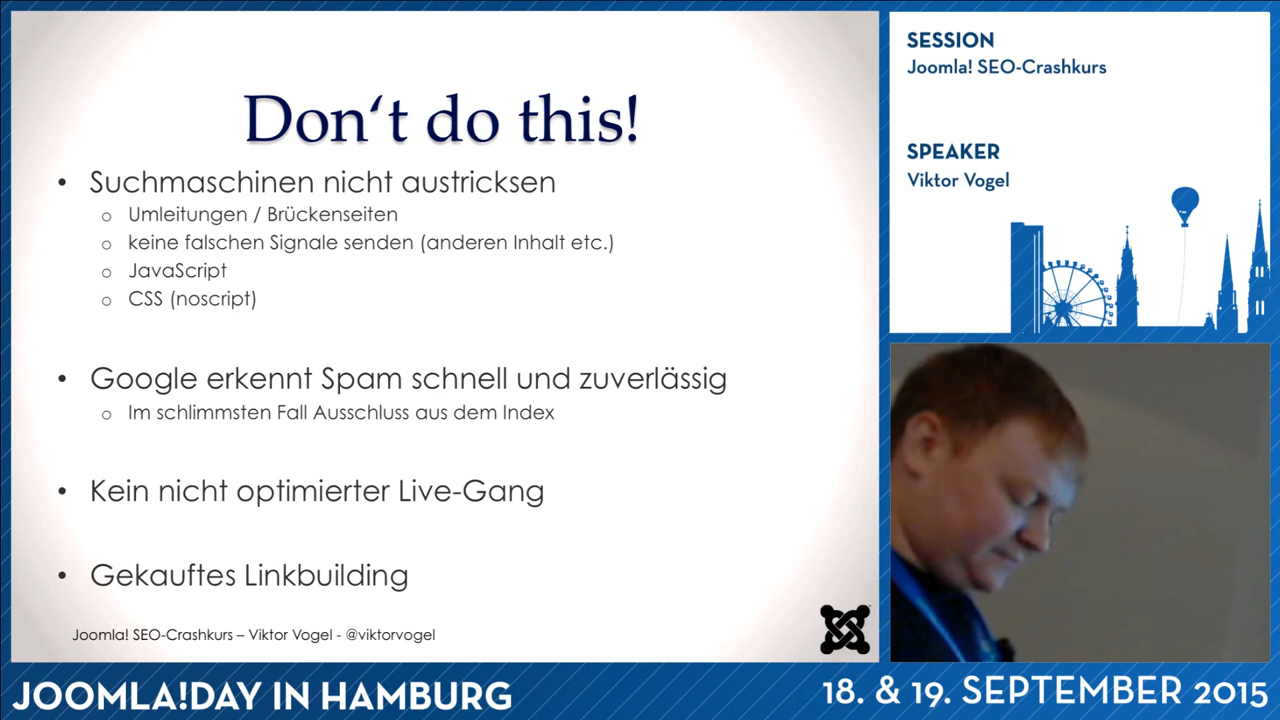 Don‘t do this!
• Suchmaschinen nicht austricksen
o Umleitungen / Brückenseiten
o keine falschen Signale senden (anderen Inhalt etc.)
o JavaScript
o CSS (noscript)
• Google erkennt Spam schnell und zuverlässig
o Im schlimmsten Fall Ausschluss aus dem Index
• Kein nicht optimierter Live-Gang
• Gekauftes Linkbuilding
Joomla! SEO-Crashkurs – Viktor Vogel - @viktorvogel
SESSION
Joomla! SEO-Crashkurs
SPEAKER
Viktor Vogel
JOOMLA!DAY IN HAMBURG
18. & 19. SEPTEMBER 2015